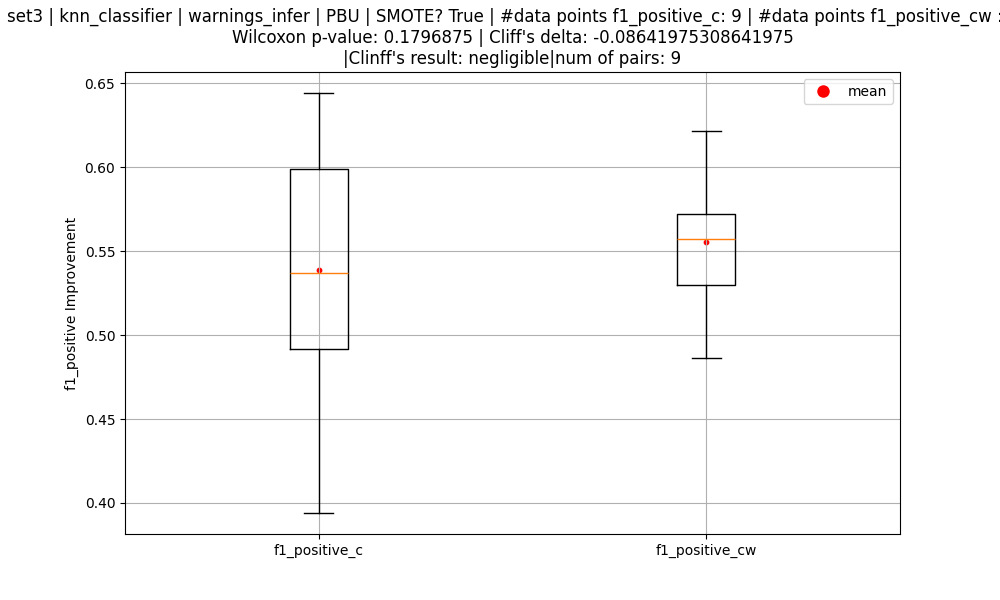 set3 | knn_classifier | warnings_infer | PBU | SMOTE? True | #data points f1_positive_c: 9 | #data points f1_positive_cw :
Wilcoxon p-value: 0.1796875 | Cliff's delta: -0.08641975308641975
|Clinff's result: negligible|num of pairs: 9
mean
0.65
0.60
0.55
0.50
0.45
0.40
f1_positive Improvement
f1_positive_c
f1_positive_cw